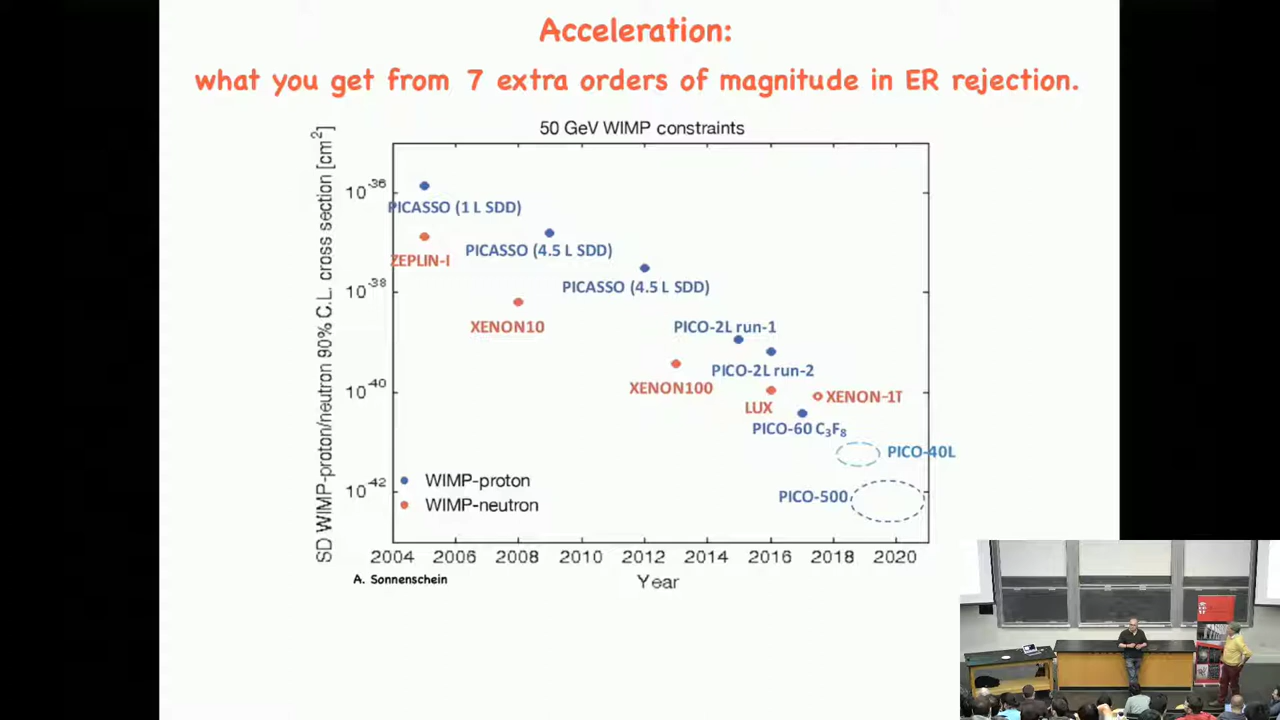 Acceleration:
what you get from 7 extra orders of magnitude in ER rejection.
50 GeV WIMP constraints
SD WIMP-proton/neutron 90% C.L. cross section [cm²]
10⁻³⁶
10⁻³⁸
10⁻⁴⁰
10⁻⁴²
PICASSO (1 L SDD)
ZEPLIN-I
PICASSO (4.5 L SDD)
PICASSO (4.5 L SDD)
XENON10
PICO-2L run-1
PICO-2L run-2
XENON100
LUX
XENON-1T
PICO-60 C₃F₈
PICO-40L
PICO-500
WIMP-proton
WIMP-neutron
2004 2006 2008 2010 2012 2014 2016 2018 2020
Year
A. Sonnenschein